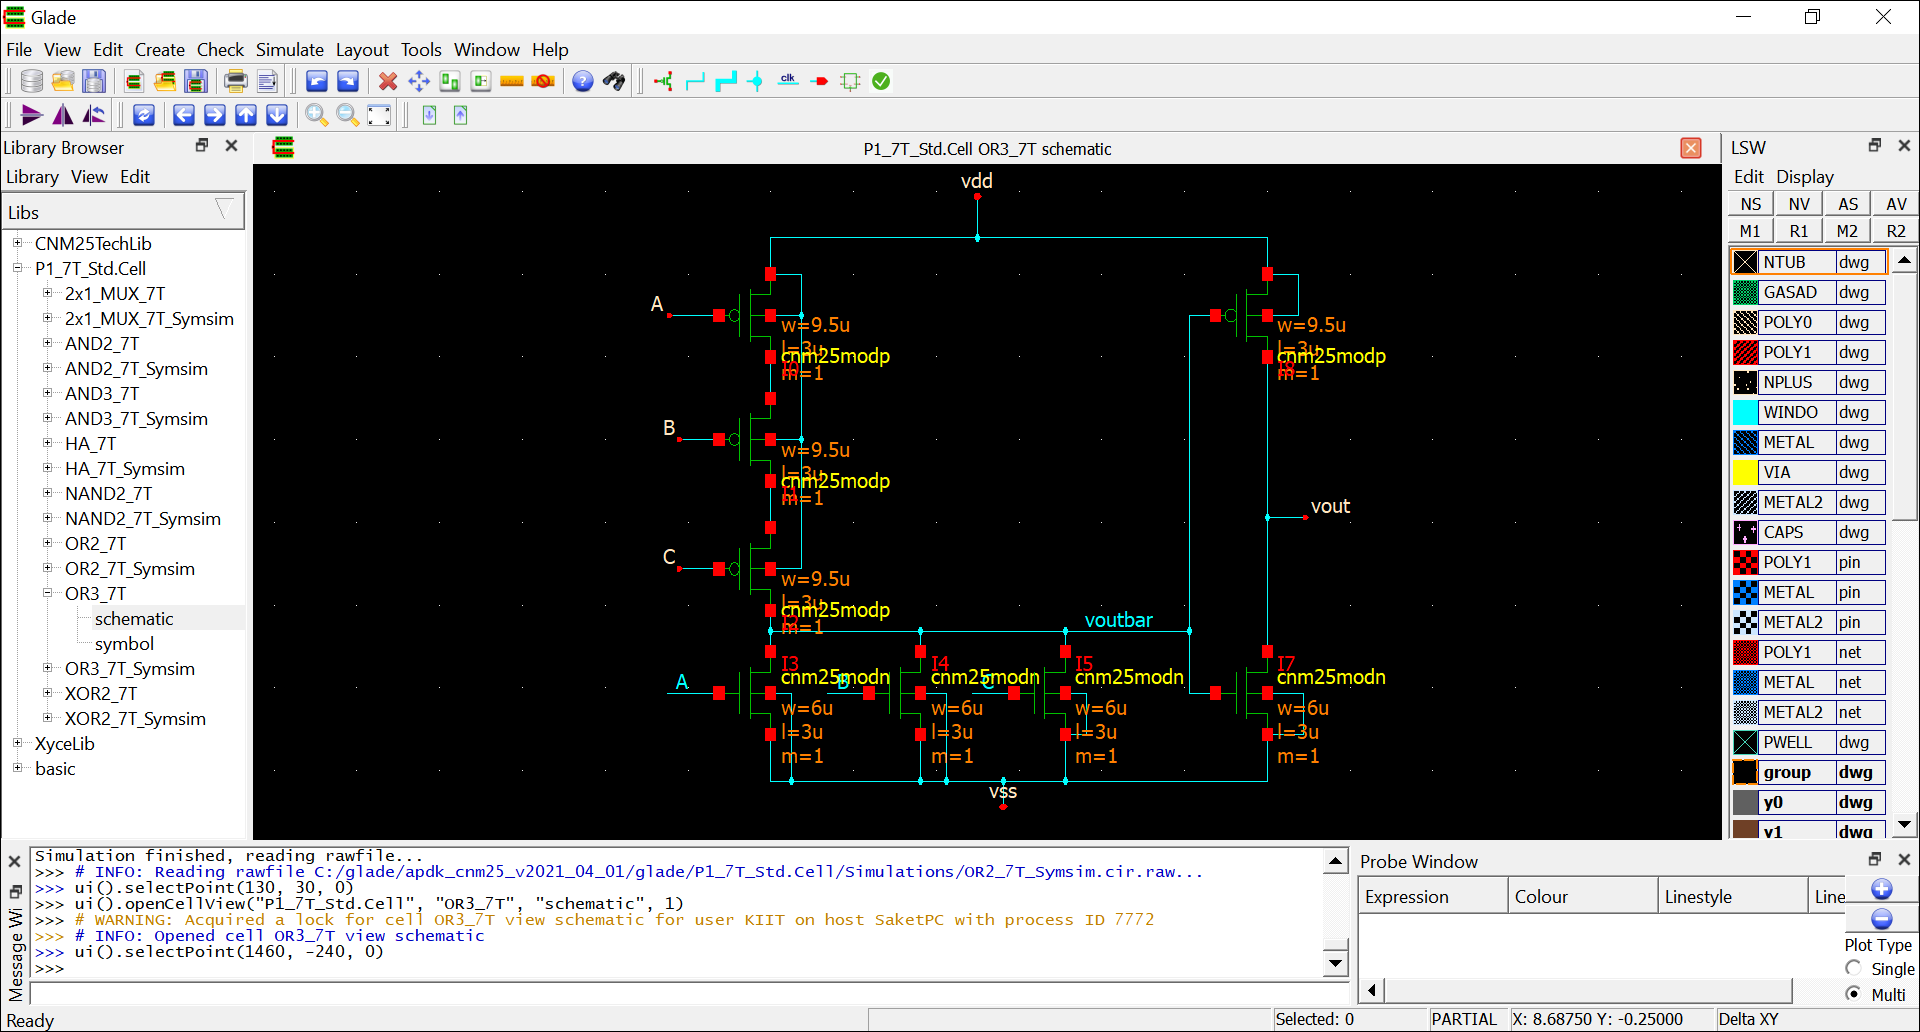 Glade
File View Edit Create Check Simulate Layout Tools Window Help
clk
Library Browser
Library View Edit
Libs
CNM25TechLib
P1_7T_Std.Cell
2x1_MUX_7T
2x1_MUX_7T_Symsim
AND2_7T
AND2_7T_Symsim
AND3_7T
AND3_7T_Symsim
HA_7T
HA_7T_Symsim
NAND2_7T
NAND2_7T_Symsim
OR2_7T
OR2_7T_Symsim
OR3_7T
schematic
symbol
OR3_7T_Symsim
XOR2_7T
XOR2_7T_Symsim
XyceLib
basic
P1_7T_Std.Cell OR3_7T schematic
vdd
A
w=9.5u
l=3u
cnm25modp
I0
m=1
w=9.5u
l=3u
cnm25modp
I8
m=1
B
w=9.5u
l=3u
cnm25modp
I1
m=1
vout
C
w=9.5u
l=3u
cnm25modp
m=1
voutbar
A
I3
cnm25modn
w=6u
l=3u
m=1
B
I4
cnm25modn
w=6u
l=3u
m=1
C
I5
cnm25modn
w=6u
l=3u
m=1
I7
cnm25modn
w=6u
l=3u
m=1
vss
LSW
Edit Display
NS NV AS AV
M1 R1 M2 R2
NTUB dwg
GASAD dwg
POLY0 dwg
POLY1 dwg
NPLUS dwg
WINDO dwg
METAL dwg
VIA dwg
METAL2 dwg
CAPS dwg
POLY1 pin
METAL pin
METAL2 pin
POLY1 net
METAL net
METAL2 net
PWELL dwg
group dwg
y0 dwg
y1 dwg
Message Wi
Simulation finished, reading rawfile...
>>> # INFO: Reading rawfile C:/glade/apdk_cnm25_v2021_04_01/glade/P1_7T_Std.Cell/Simulations/OR2_7T_Symsim.cir.raw...
>>> ui().selectPoint(130, 30, 0)
>>> ui().openCellView("P1_7T_Std.Cell", "OR3_7T", "schematic", 1)
>>> # WARNING: Acquired a lock for cell OR3_7T view schematic for user KIIT on host SaketPC with process ID 7772
>>> # INFO: Opened cell OR3_7T view schematic
>>> ui().selectPoint(1460, -240, 0)
>>>
Probe Window
Expression Colour Linestyle Line
Plot Type
Single
Multi
Ready
Selected: 0 PARTIAL X: 8.68750 Y: -0.25000 Delta XY